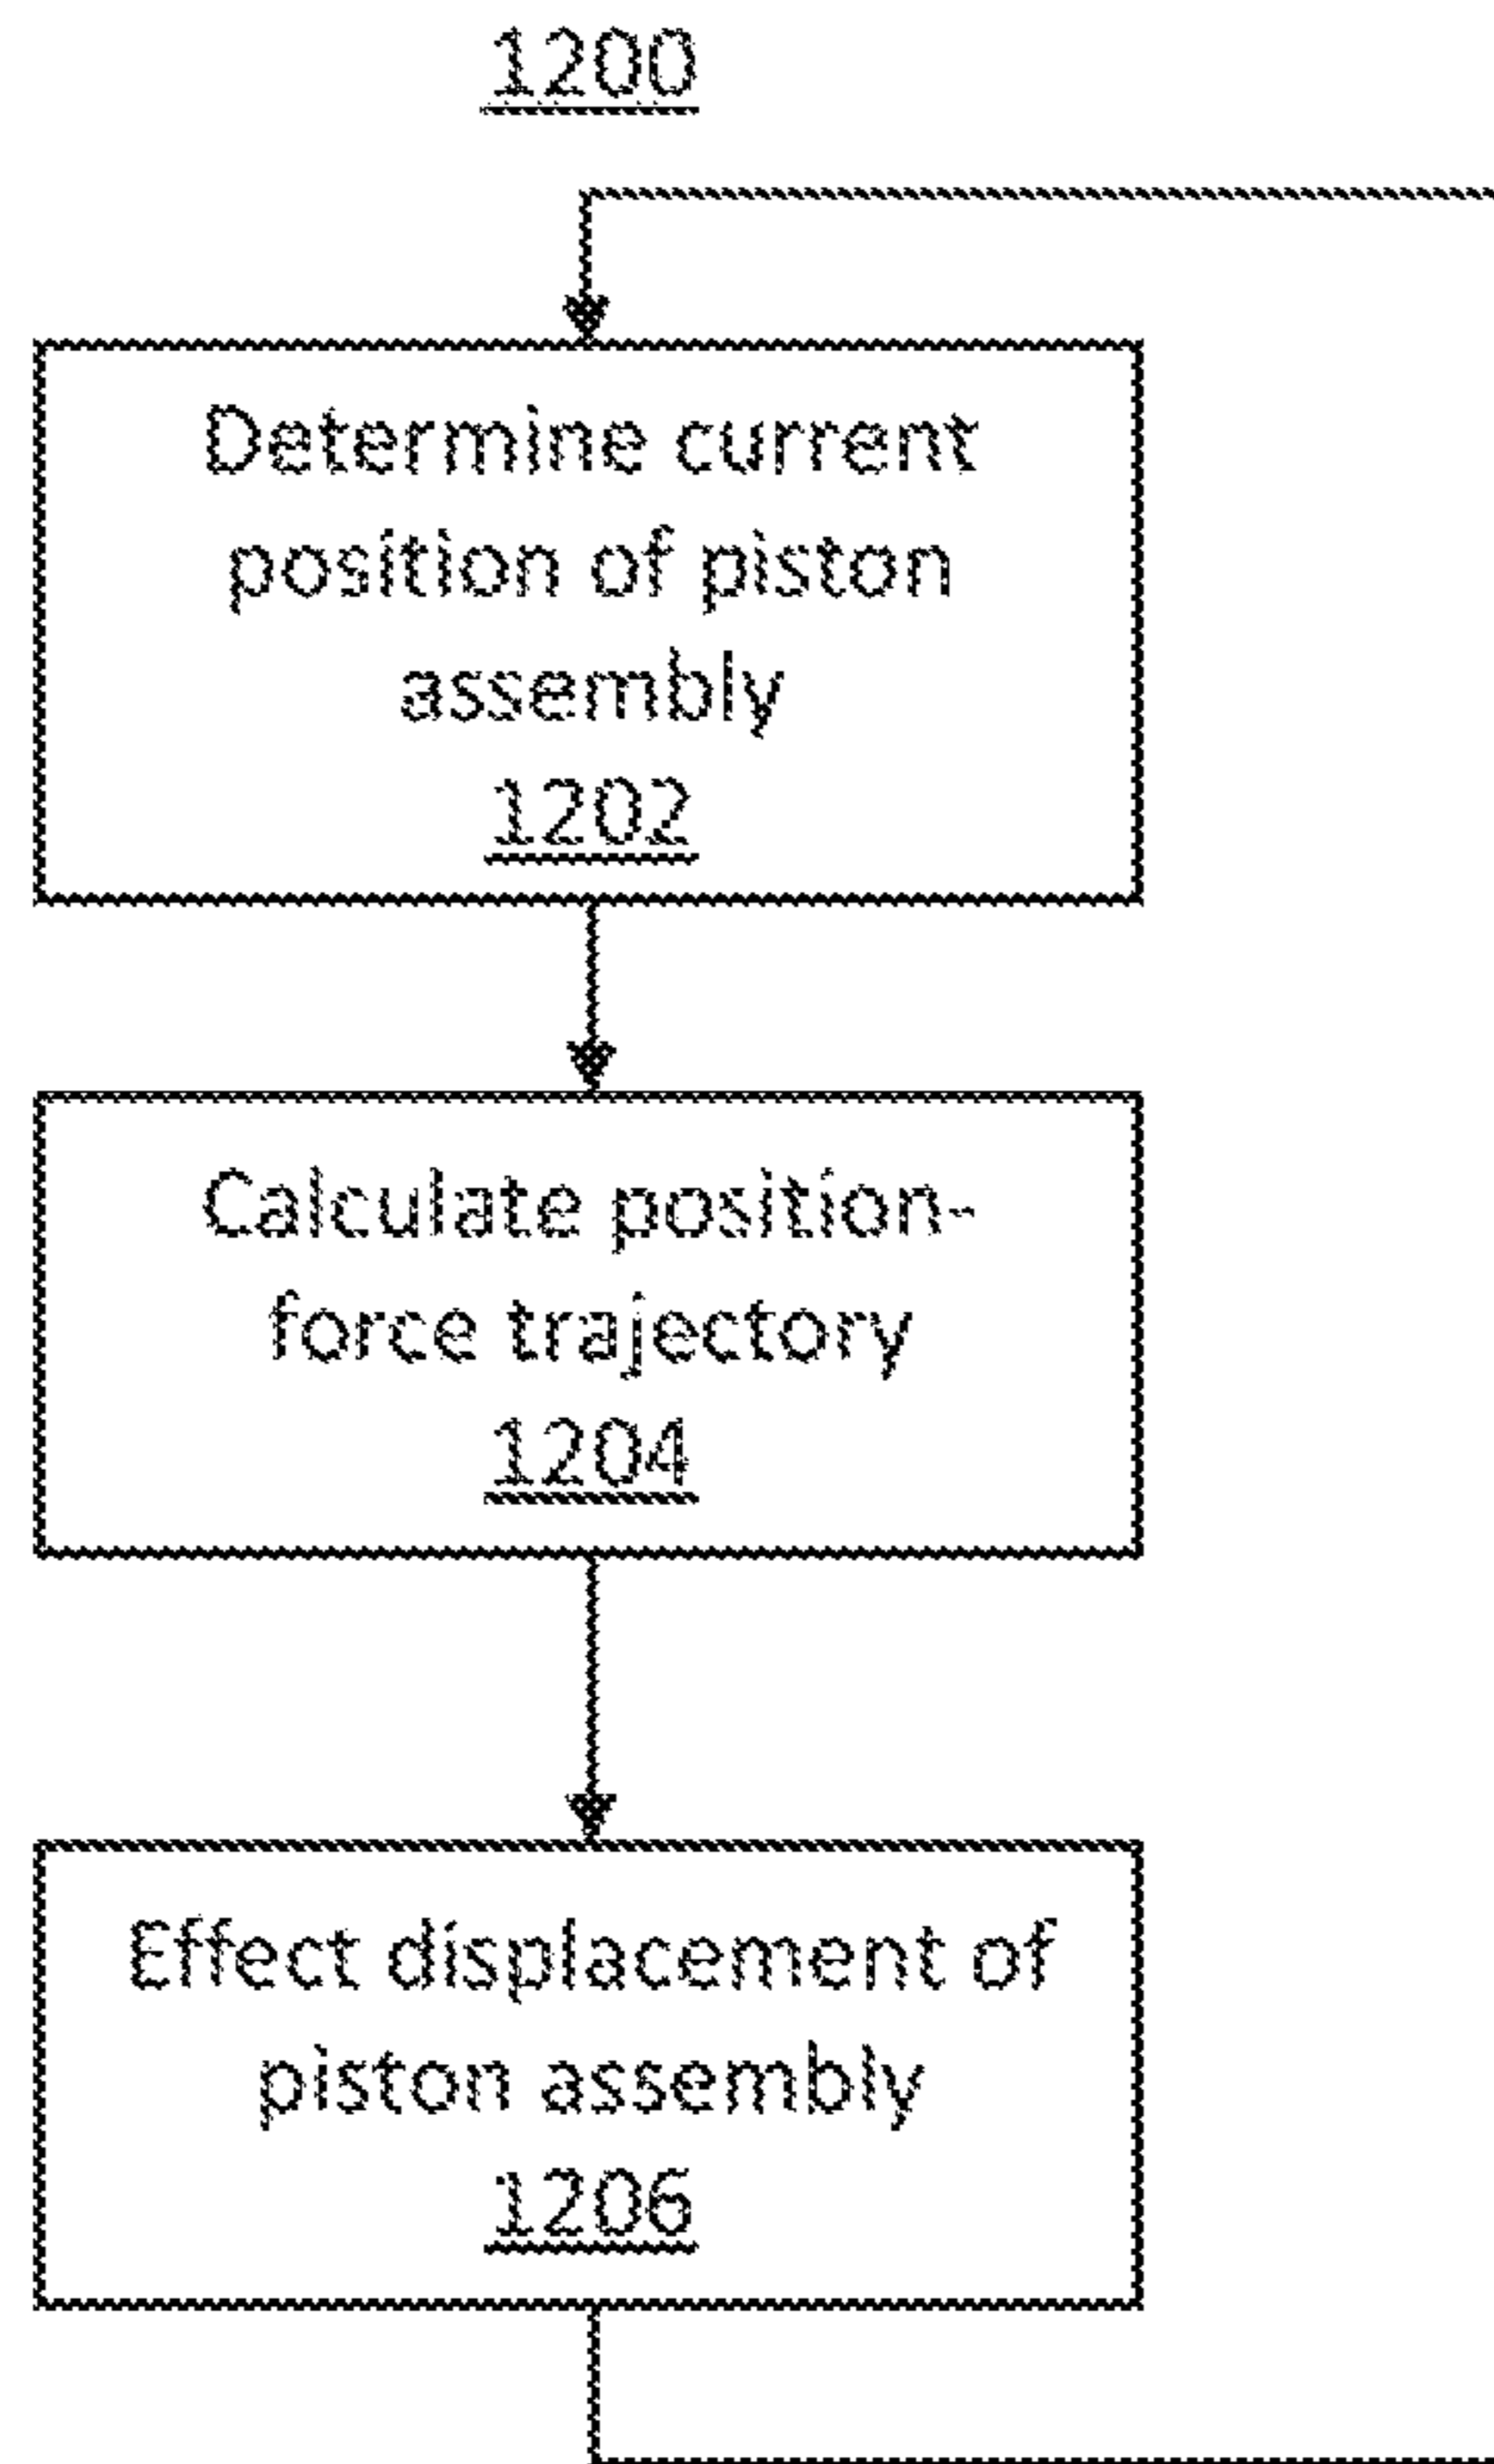 1200
Determine current
position of piston
assembly
1202
Calculate position-
force trajectory
1204
Effect displacement of
piston assembly
1206